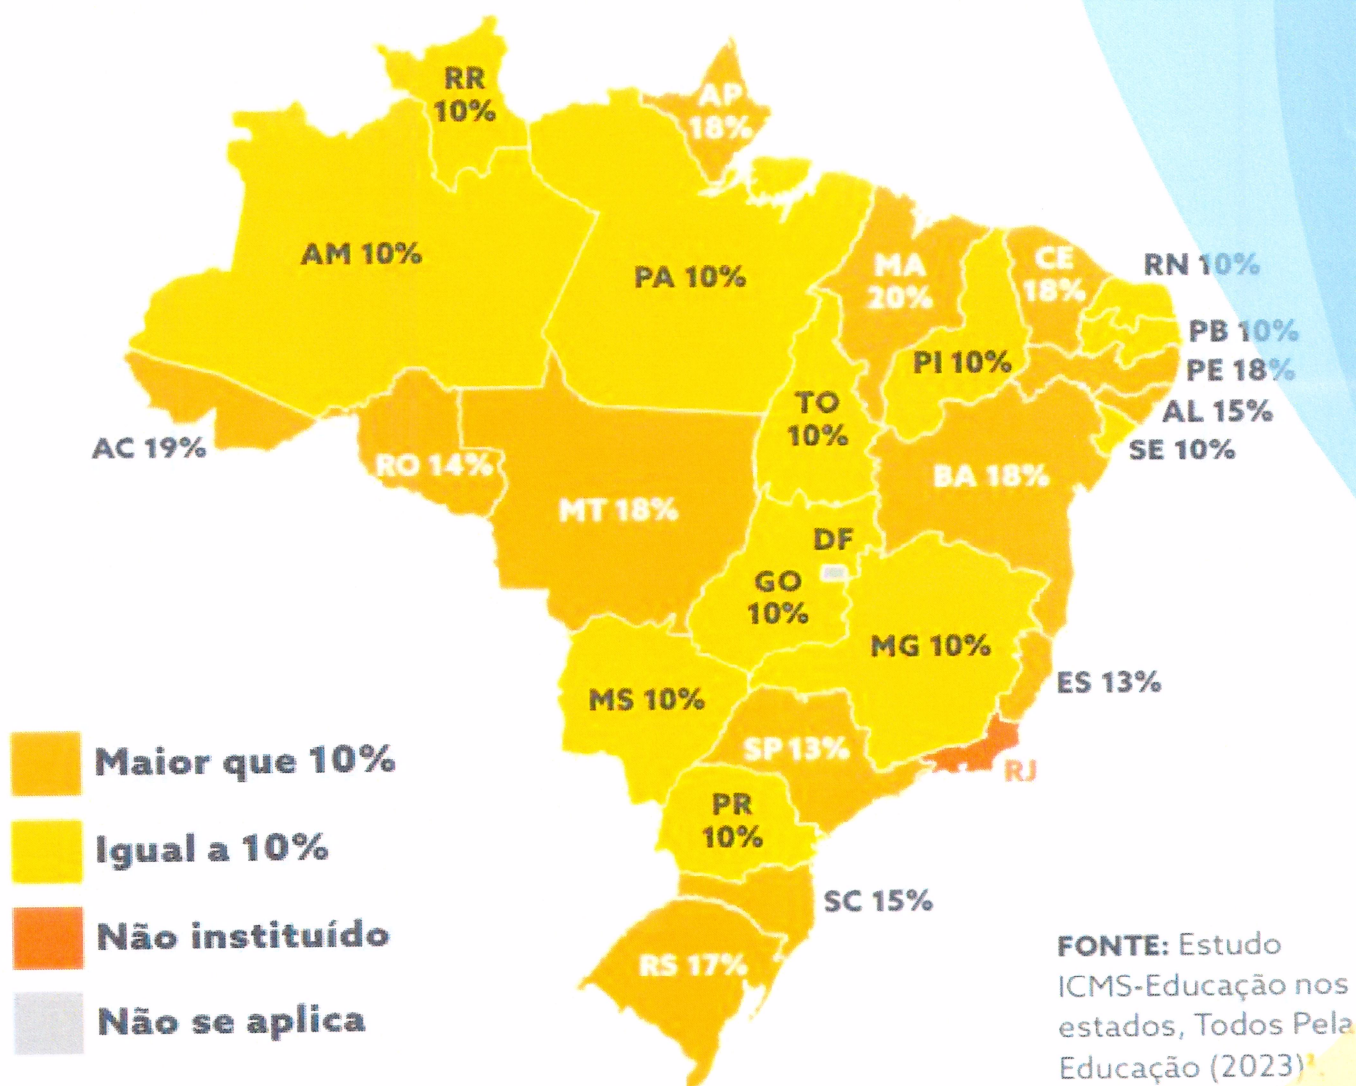 RR
10%
AP
18%
AM 10%
PA 10%
MA
20%
CE
18%
RN 10%
PB 10%
PI 10%
PE 18%
TO
10%
AL 15%
AC 19%
SE 10%
RO 14%
BA 18%
MT 18%
DF
GO
10%
MG 10%
ES 13%
MS 10%
SP 13%
RJ
PR
10%
SC 15%
RS 17%
Maior que 10%
Igual a 10%
Não instituído
Não se aplica
FONTE: Estudo
ICMS-Educação nos
estados, Todos Pela
Educação (2023)¹.